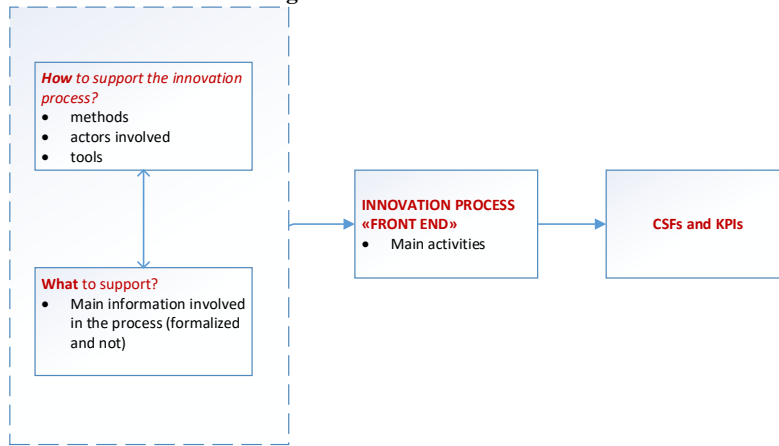 How to support the innovation
process?
• methods
• actors involved
• tools
What to support?
• Main information involved
in the process (formalized
and not)
INNOVATION PROCESS
«FRONT END»
• Main activities
CSFs and KPIs